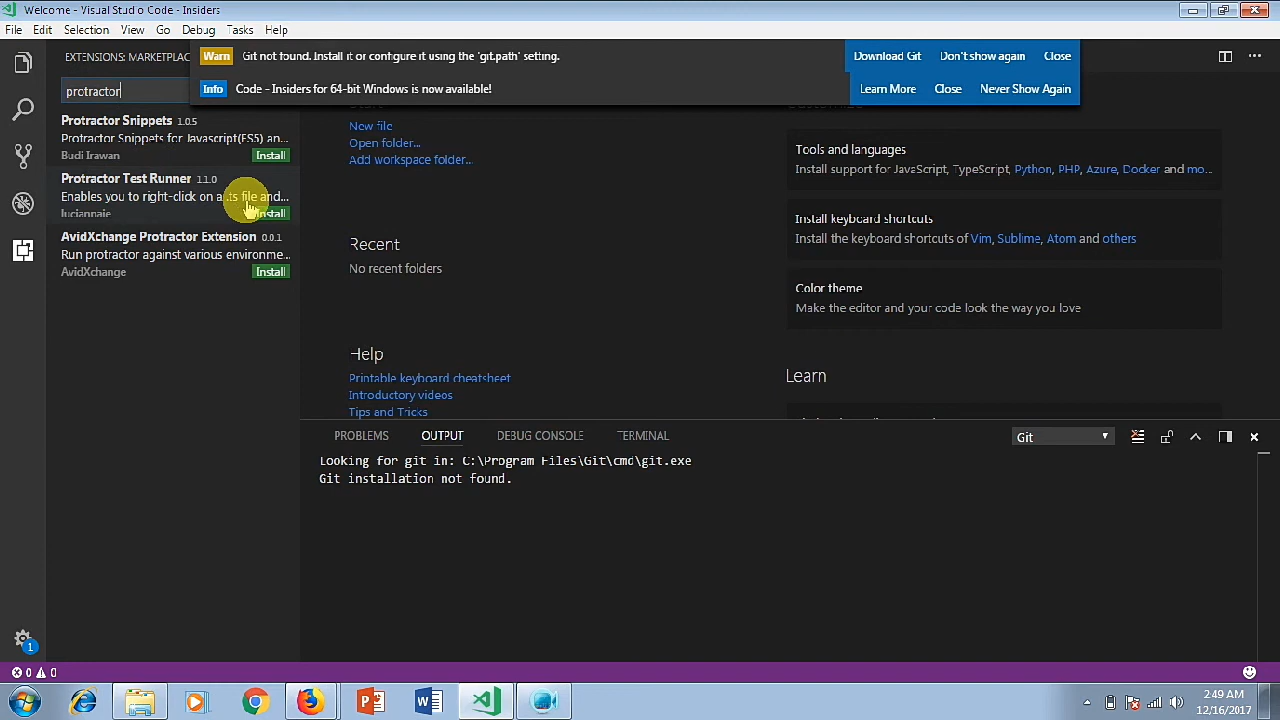 Welcome - Visual Studio Code - Insiders
File Edit Selection View Go Debug Tasks Help
EXTENSIONS: MARKETPLAC
Warn Git not found. Install it or configure it using the 'git.path' setting. Download Git Don't show again Close
Info Code - Insiders for 64-bit Windows is now available! Learn More Close Never Show Again
protractor
Protractor Snippets 1.0.5
Protractor Snippets for Javascript(ES5) an...
Budi Irawan Install
Protractor Test Runner 1.1.0
Enables you to right-click on a .ts file and...
luciannaie Install
AvidXchange Protractor Extension 0.0.1
Run protractor against various environme...
AvidXchange Install
New file
Open folder...
Add workspace folder...
Recent
No recent folders
Help
Printable keyboard cheatsheet
Introductory videos
Tips and Tricks
Tools and languages
Install support for JavaScript, TypeScript, Python, PHP, Azure, Docker and mo...
Install keyboard shortcuts
Install the keyboard shortcuts of Vim, Sublime, Atom and others
Color theme
Make the editor and your code look the way you love
Learn
PROBLEMS OUTPUT DEBUG CONSOLE TERMINAL Git
Looking for git in: C:\Program Files\Git\cmd\git.exe
Git installation not found.
1
0 0
2:49 AM
12/16/2017